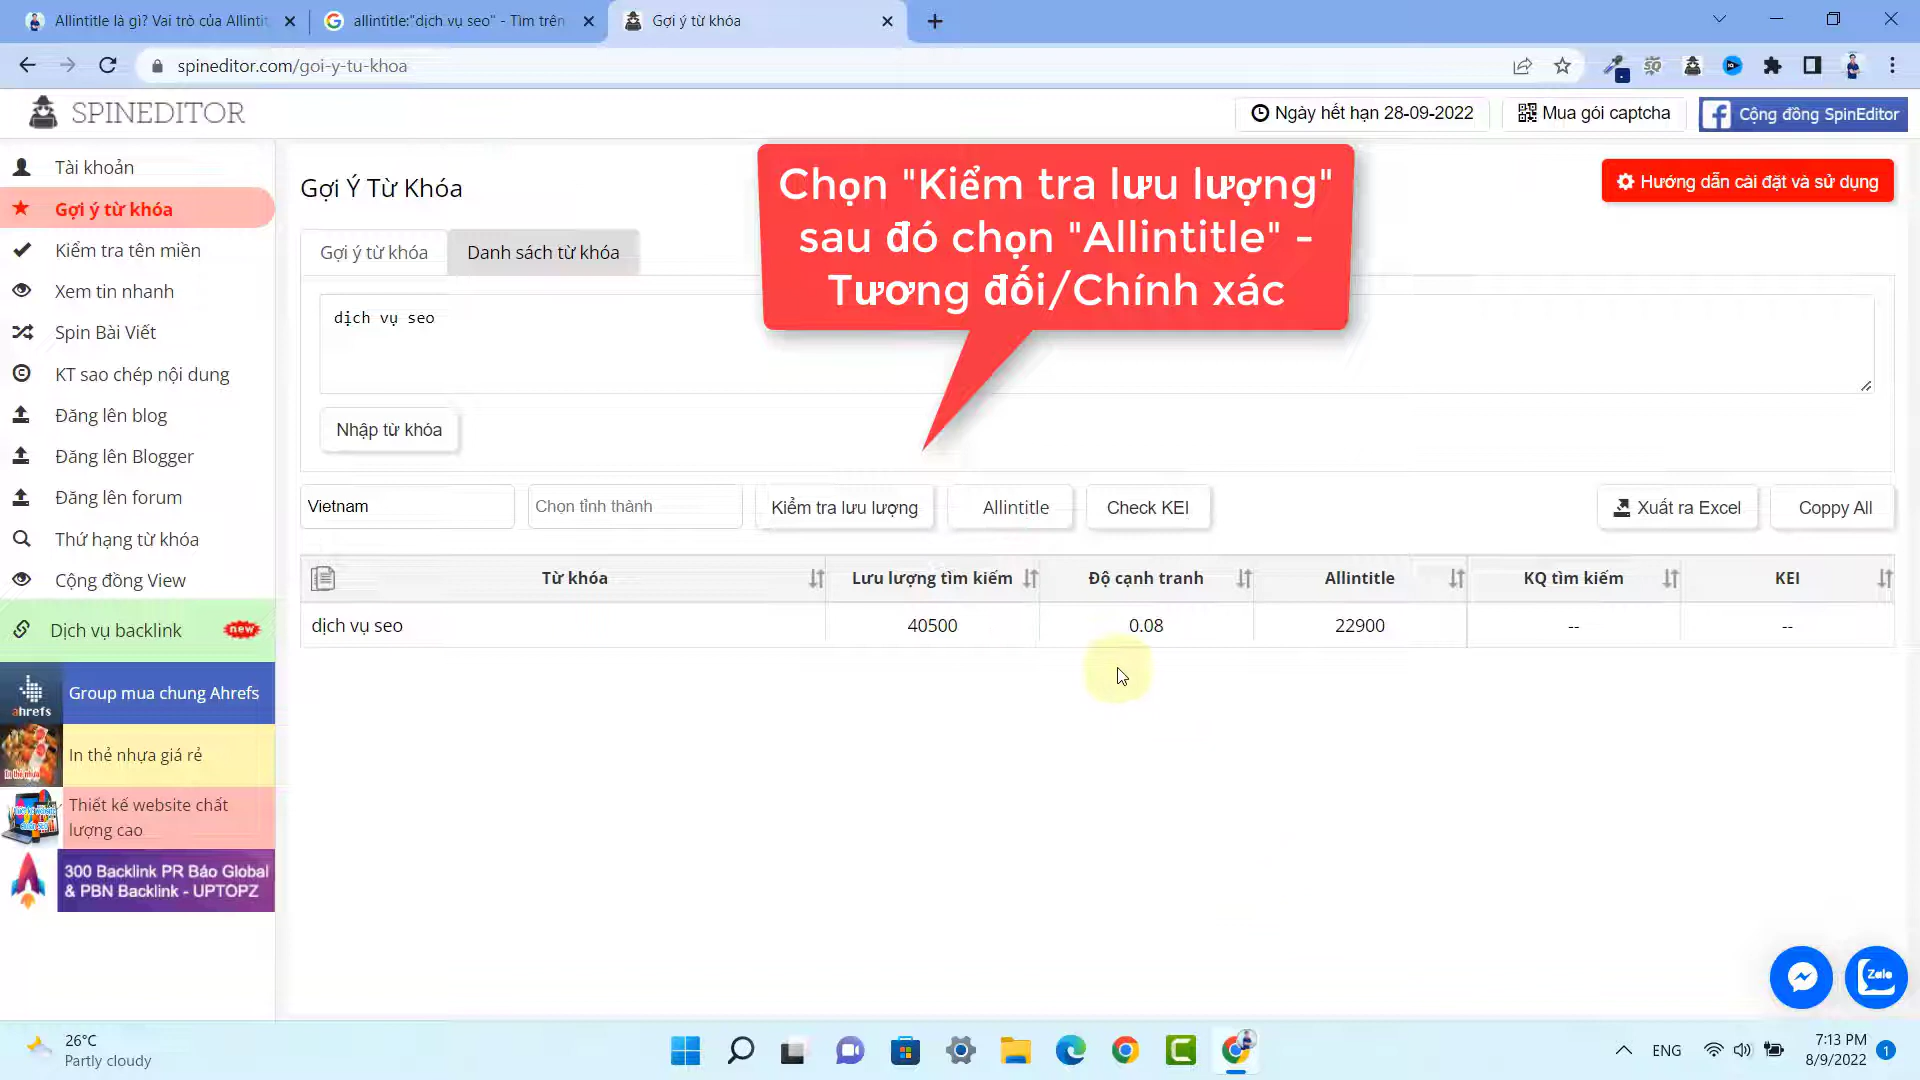 Allintitle là gì? Vai trò của Allintit
allintitle:"dịch vụ seo" - Tìm trên
Gợi ý từ khóa
spineditor.com/goi-y-tu-khoa
SPINEDITOR
Ngày hết hạn 28-09-2022
Mua gói captcha
Cộng đồng SpinEditor
Tài khoản
Gợi ý từ khóa
Kiểm tra tên miền
Xem tin nhanh
Spin Bài Viết
KT sao chép nội dung
Đăng lên blog
Đăng lên Blogger
Đăng lên forum
Thứ hạng từ khóa
Cộng đồng View
Dịch vụ backlink new
ahrefs
Group mua chung Ahrefs
In thẻ nhựa
In thẻ nhựa giá rẻ
Thiết kế website chất
lượng cao
300 Backlink PR Báo Global
& PBN Backlink - UPTOPZ
Gợi Ý Từ Khóa
Chọn "Kiểm tra lưu lượng"
sau đó chọn "Allintitle" -
Tương đối/Chính xác
Hướng dẫn cài đặt và sử dụng
Gợi ý từ khóa
Danh sách từ khóa
dịch vụ seo
Nhập từ khóa
Vietnam
Chọn tỉnh thành
Kiểm tra lưu lượng
Allintitle
Check KEI
Xuất ra Excel
Coppy All
Từ khóa
Lưu lượng tìm kiếm
Độ cạnh tranh
Allintitle
KQ tìm kiếm
KEI
dịch vụ seo
40500
0.08
22900
--
--
Zalo
26°C
Partly cloudy
ENG
7:13 PM
8/9/2022
1